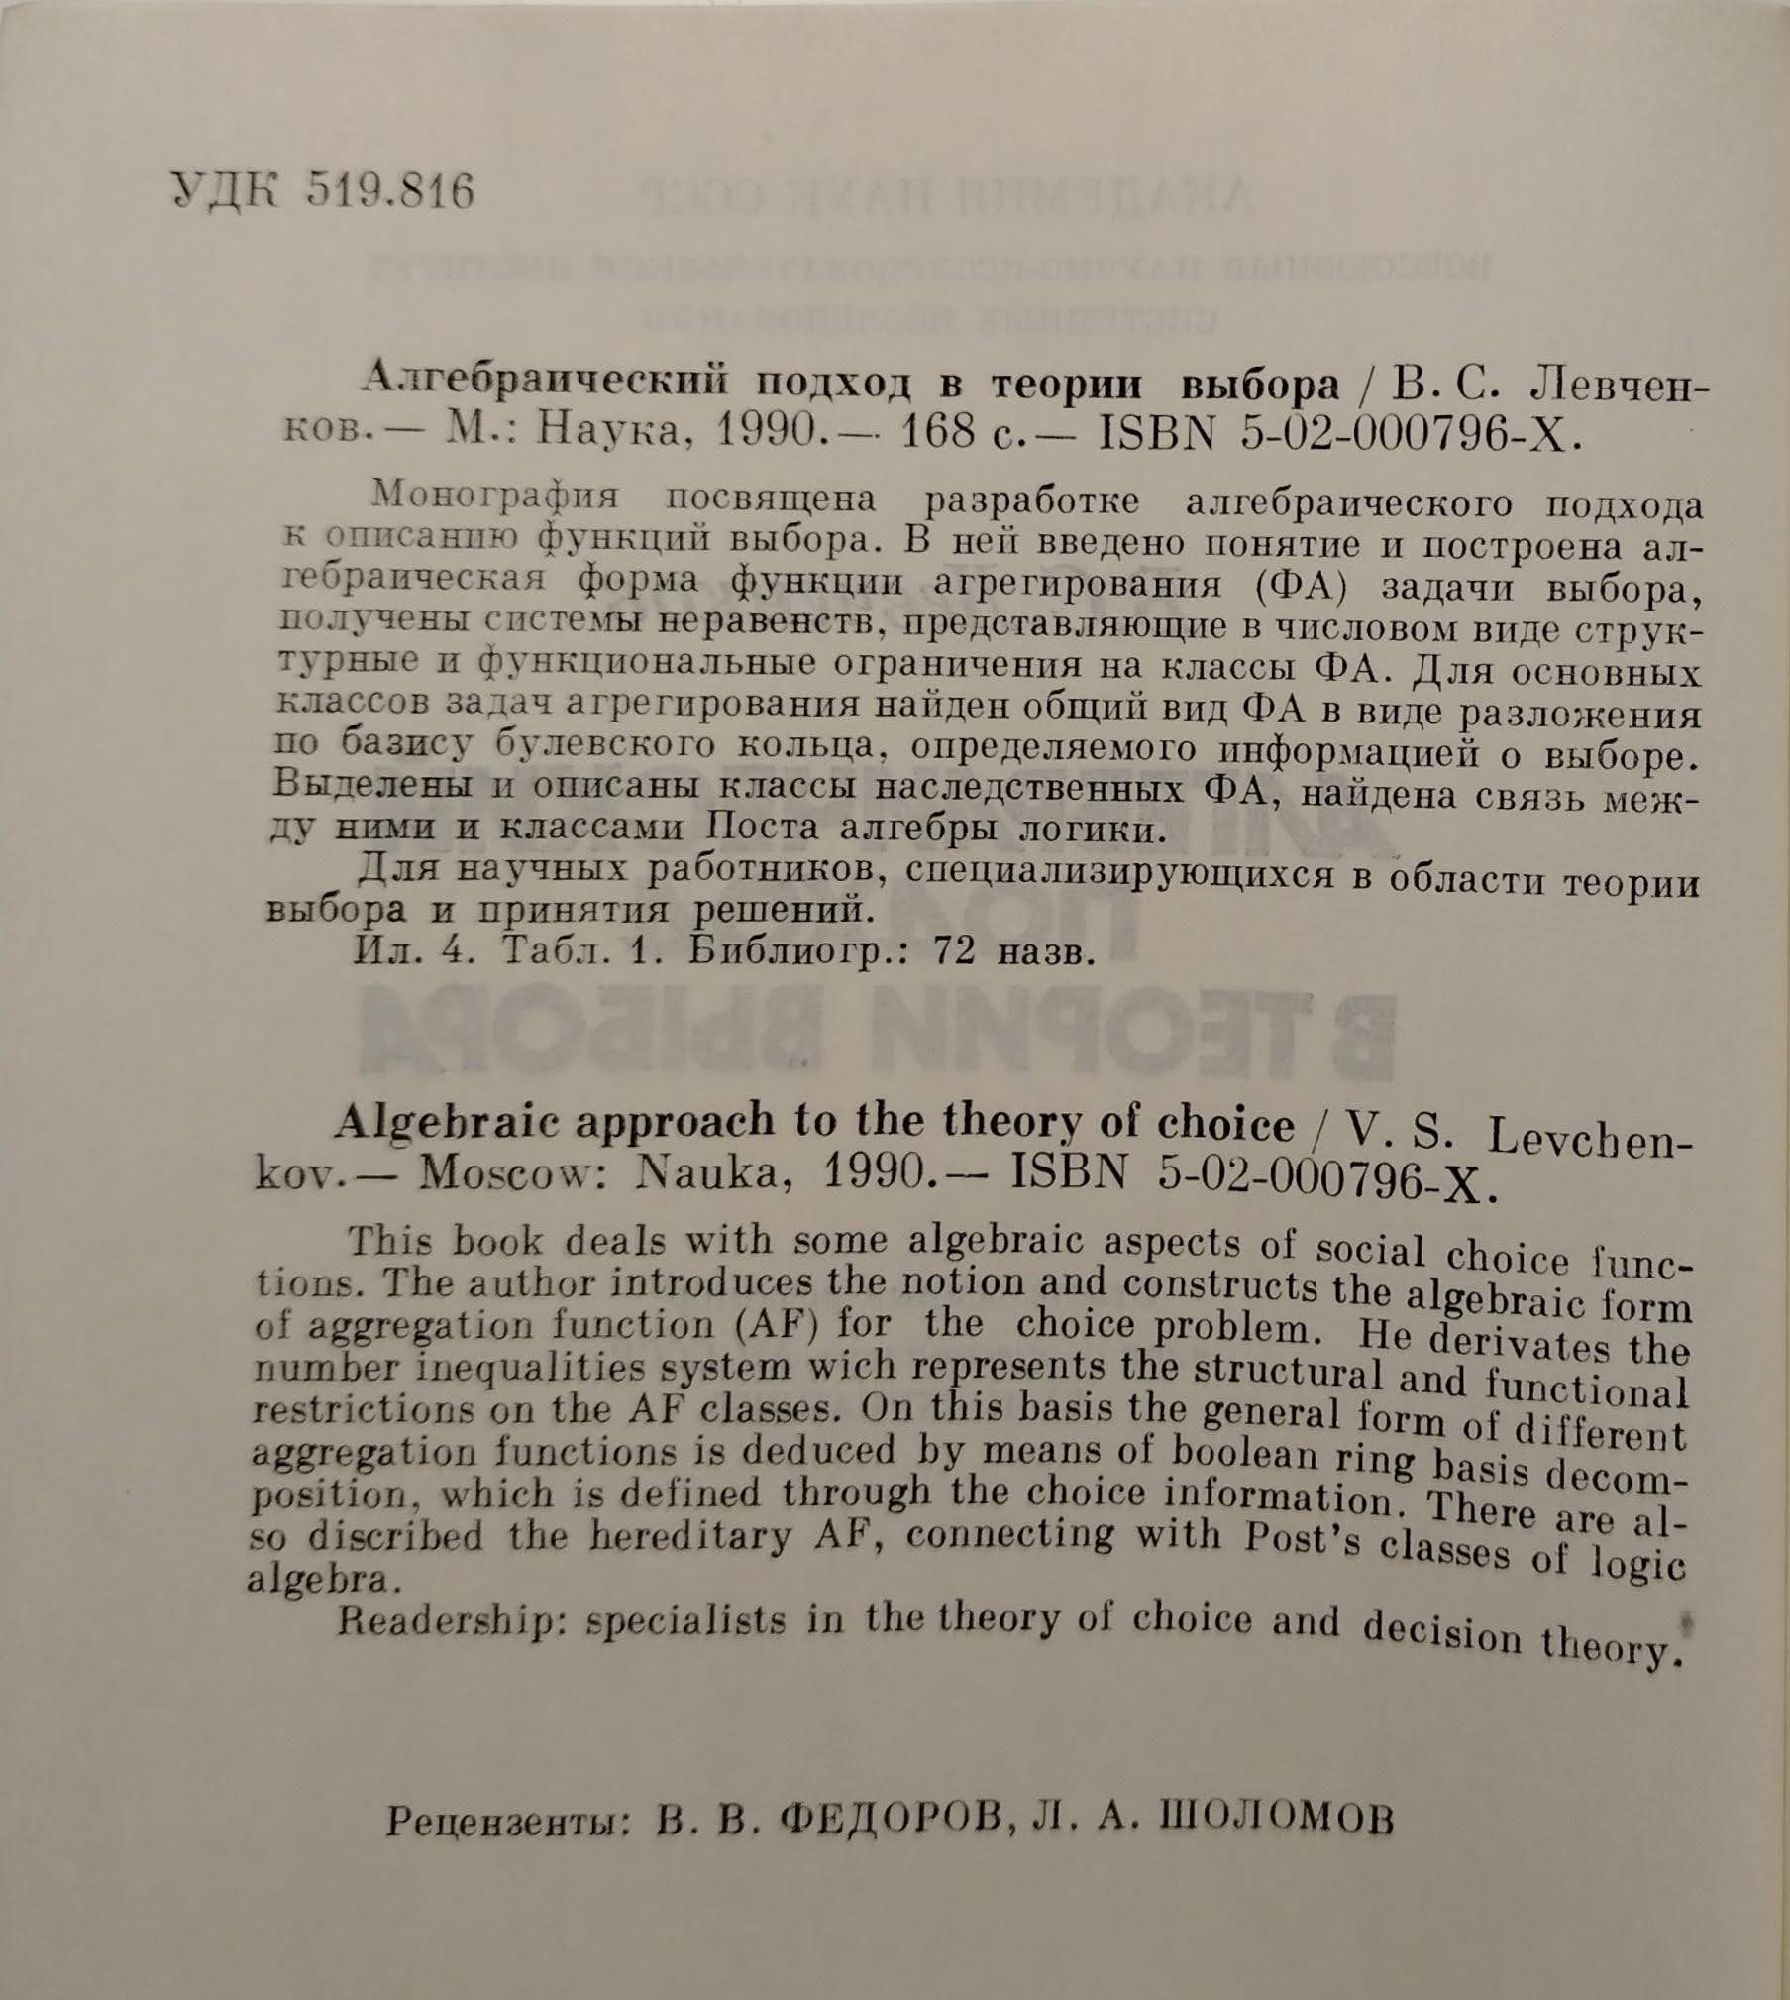 УДК 519.816
Алгебраический подход в теории выбора / В. С. Левчен-
ков.— М.: Наука, 1990.— 168 с.— ISBN 5-02-000796-X.
Монография посвящена разработке алгебраического подхода
к описанию функций выбора. В ней введено понятие и построена ал-
гебраическая форма функции агрегирования (ФА) задачи выбора,
получены системы неравенств, представляющие в числовом виде струк-
турные и функциональные ограничения на классы ФА. Для основных
классов задач агрегирования найден общий вид ФА в виде разложения
по базису булевского кольца, определяемого информацией о выборе.
Выделены и описаны классы наследственных ФА, найдена связь меж-
ду ними и классами Поста алгебры логики.
Для научных работников, специализирующихся в области теории
выбора и принятия решений.
Ил. 4. Табл. 1. Библиогр.: 72 назв.
Algebraic approach to the theory of choice / V. S. Levchen-
kov.— Moscow: Nauka, 1990.— ISBN 5-02-000796-X.
This book deals with some algebraic aspects of social choice func-
tions. The author introduces the notion and constructs the algebraic form
of aggregation function (AF) for the choice problem. He derivates the
number inequalities system wich represents the structural and functional
restrictions on the AF classes. On this basis the general form of different
aggregation functions is deduced by means of boolean ring basis decom-
position, which is defined through the choice information. There are al-
so discribed the hereditary AF, connecting with Post's classes of logic
algebra.
Readership: specialists in the theory of choice and decision theory.
Рецензенты: В. В. ФЕДОРОВ, Л. А. ШОЛОМОВ